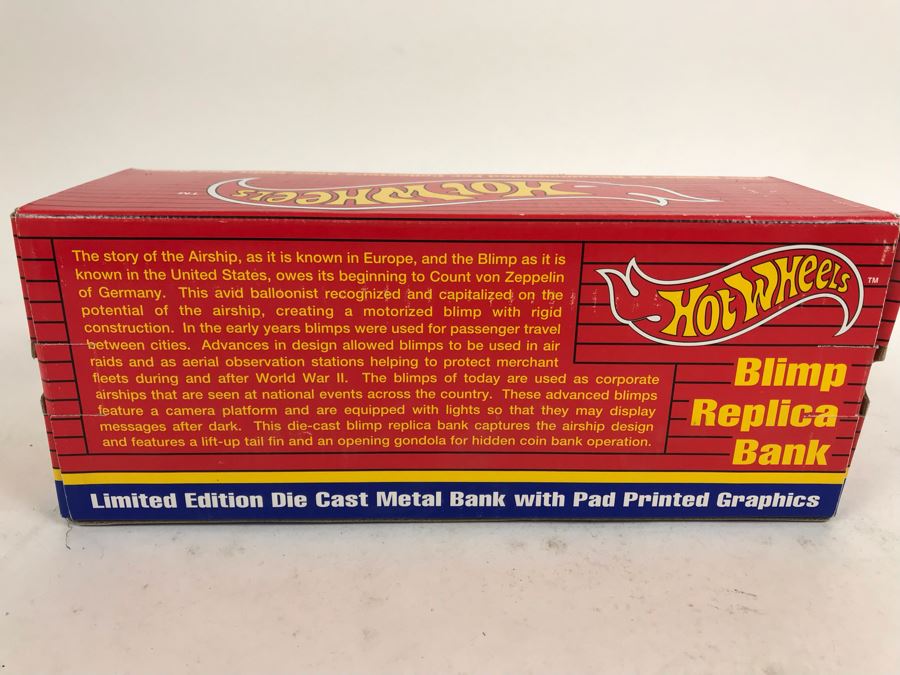 HOT WHEELS
TM
The story of the Airship, as it is known in Europe, and the Blimp as it is
known in the United States, owes its beginning to Count von Zeppelin
of Germany. This avid balloonist recognized and capitalized on the
potential of the airship, creating a motorized blimp with rigid
construction. In the early years blimps were used for passenger travel
between cities. Advances in design allowed blimps to be used in air
raids and as aerial observation stations helping to protect merchant
fleets during and after World War II. The blimps of today are used as corporate
airships that are seen at national events across the country. These advanced blimps
feature a camera platform and are equipped with lights so that they may display
messages after dark. This die-cast blimp replica bank captures the airship design
and features a lift-up tail fin and an opening gondola for hidden coin bank operation.
HOT WHEELS
TM
Blimp
Replica
Bank
Limited Edition Die Cast Metal Bank with Pad Printed Graphics